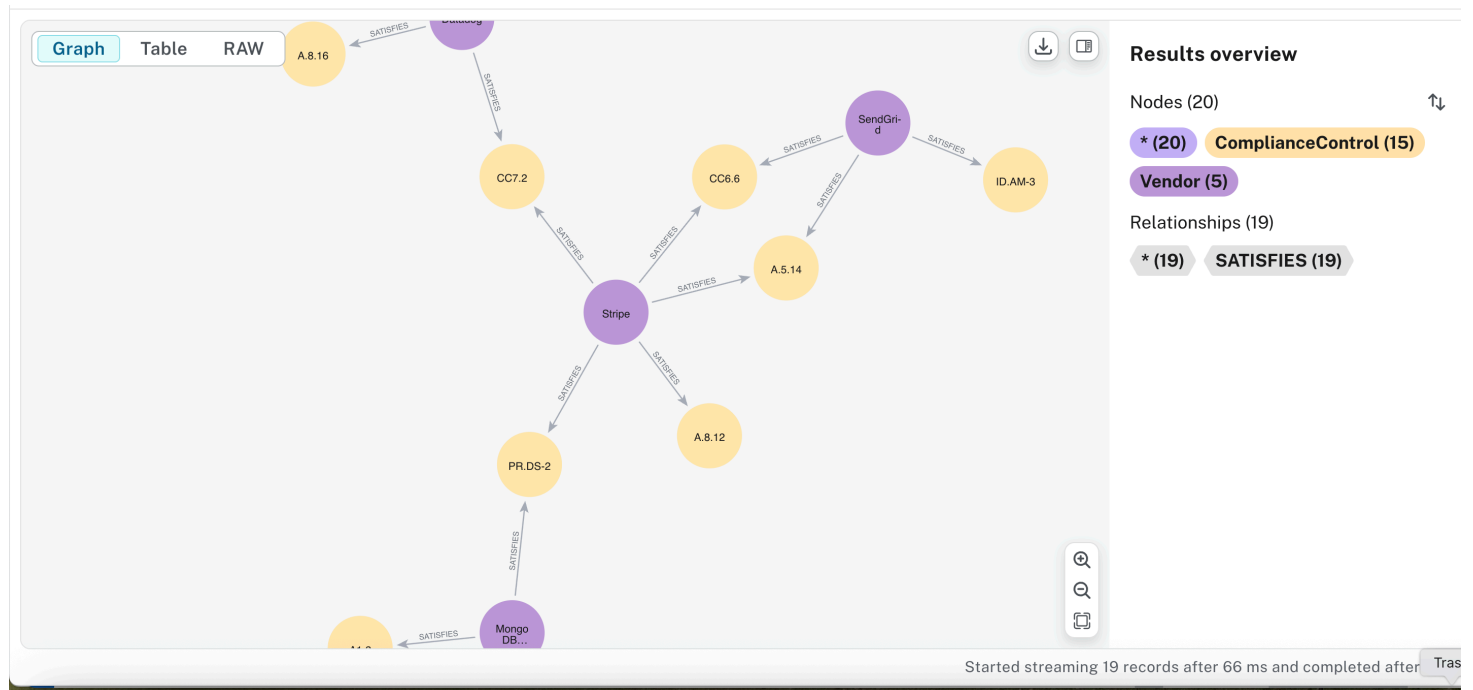 Graph Table RAW
Results overview
Nodes (20)
* (20) ComplianceControl (15)
Vendor (5)
Relationships (19)
* (19) SATISFIES (19)
Datadog
SATISFIES
A.8.16
SATISFIES
CC7.2
SendGri-
d
SATISFIES
SATISFIES
CC6.6
ID.AM-3
SATISFIES
SATISFIES
SATISFIES
A.5.14
SATISFIES
Stripe
SATISFIES
SATISFIES
A.8.12
PR.DS-2
SATISFIES
Mongo
DB...
SATISFIES
Started streaming 19 records after 66 ms and completed after
Tras